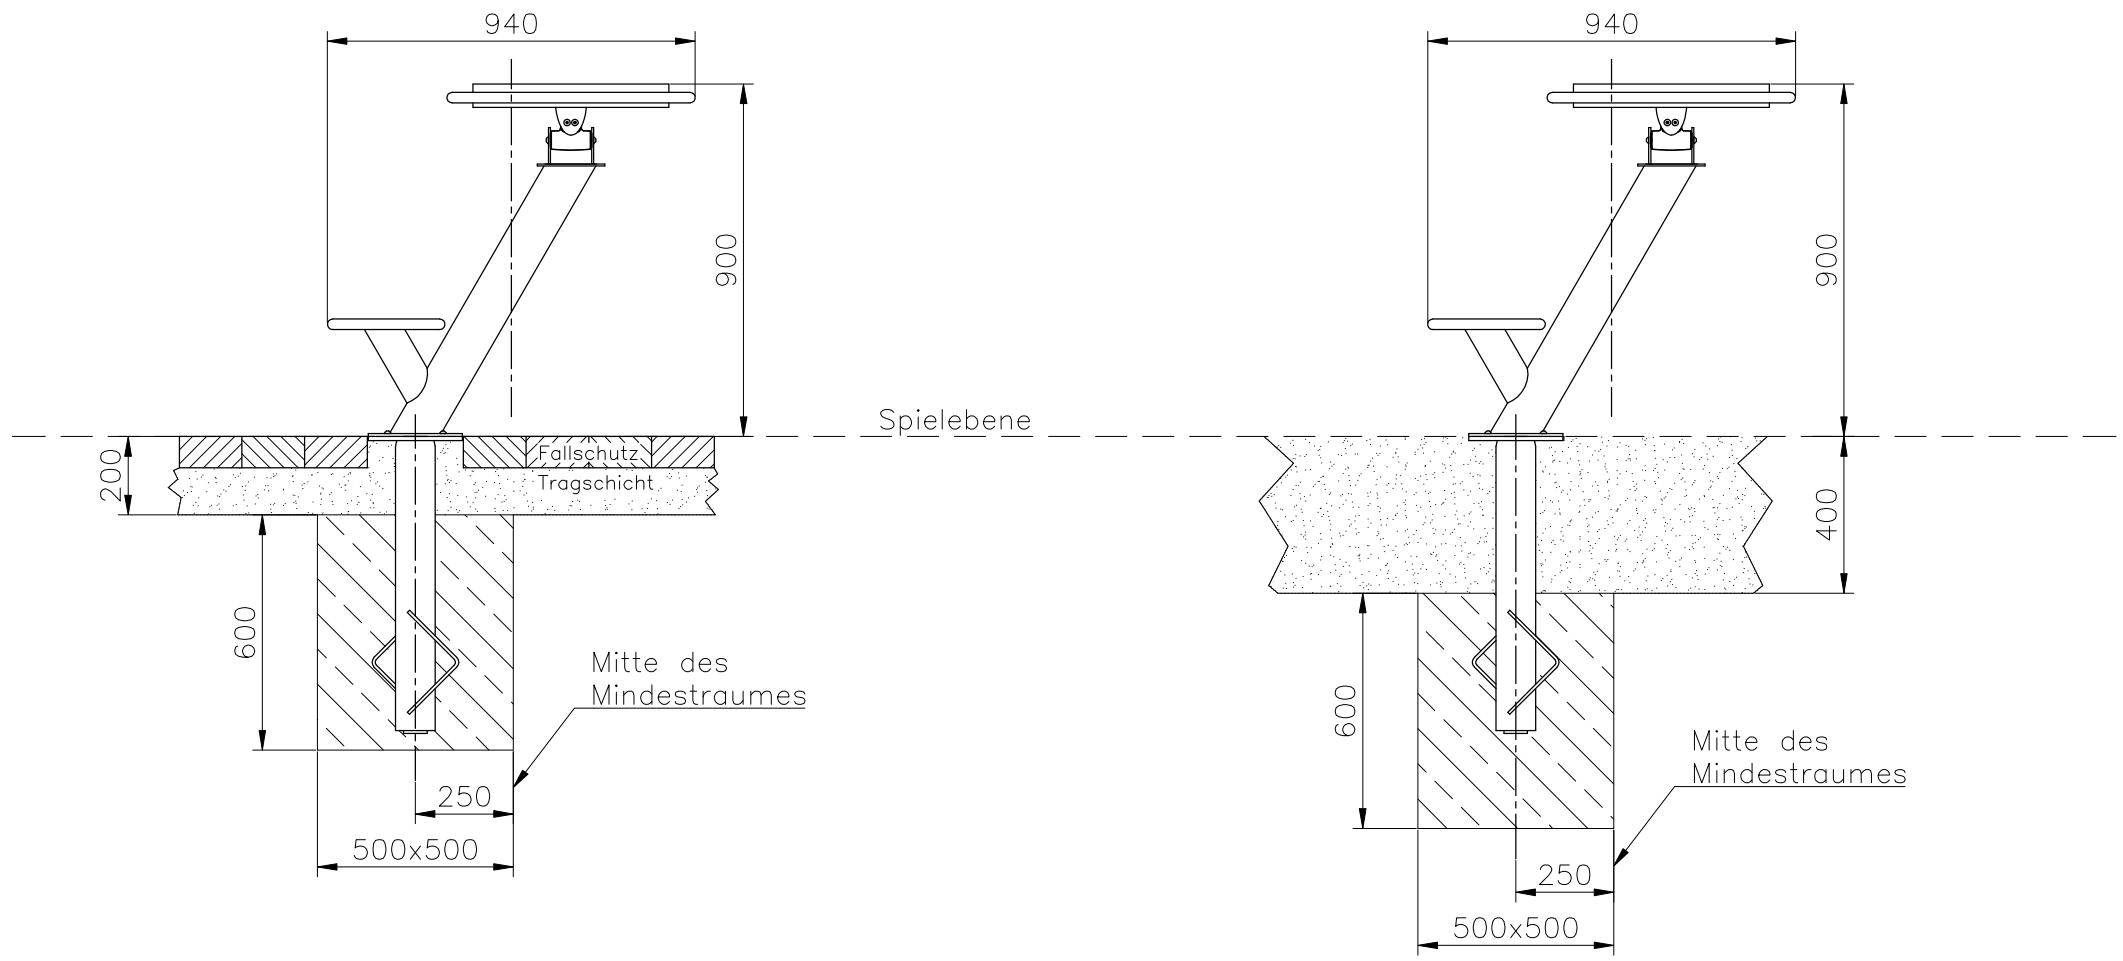 940
940
900
900
Spielebene
Fallschutz
Tragschicht
200
400
600
600
Mitte des
Mindestraumes
Mitte des
Mindestraumes
250
500x500
250
500x500